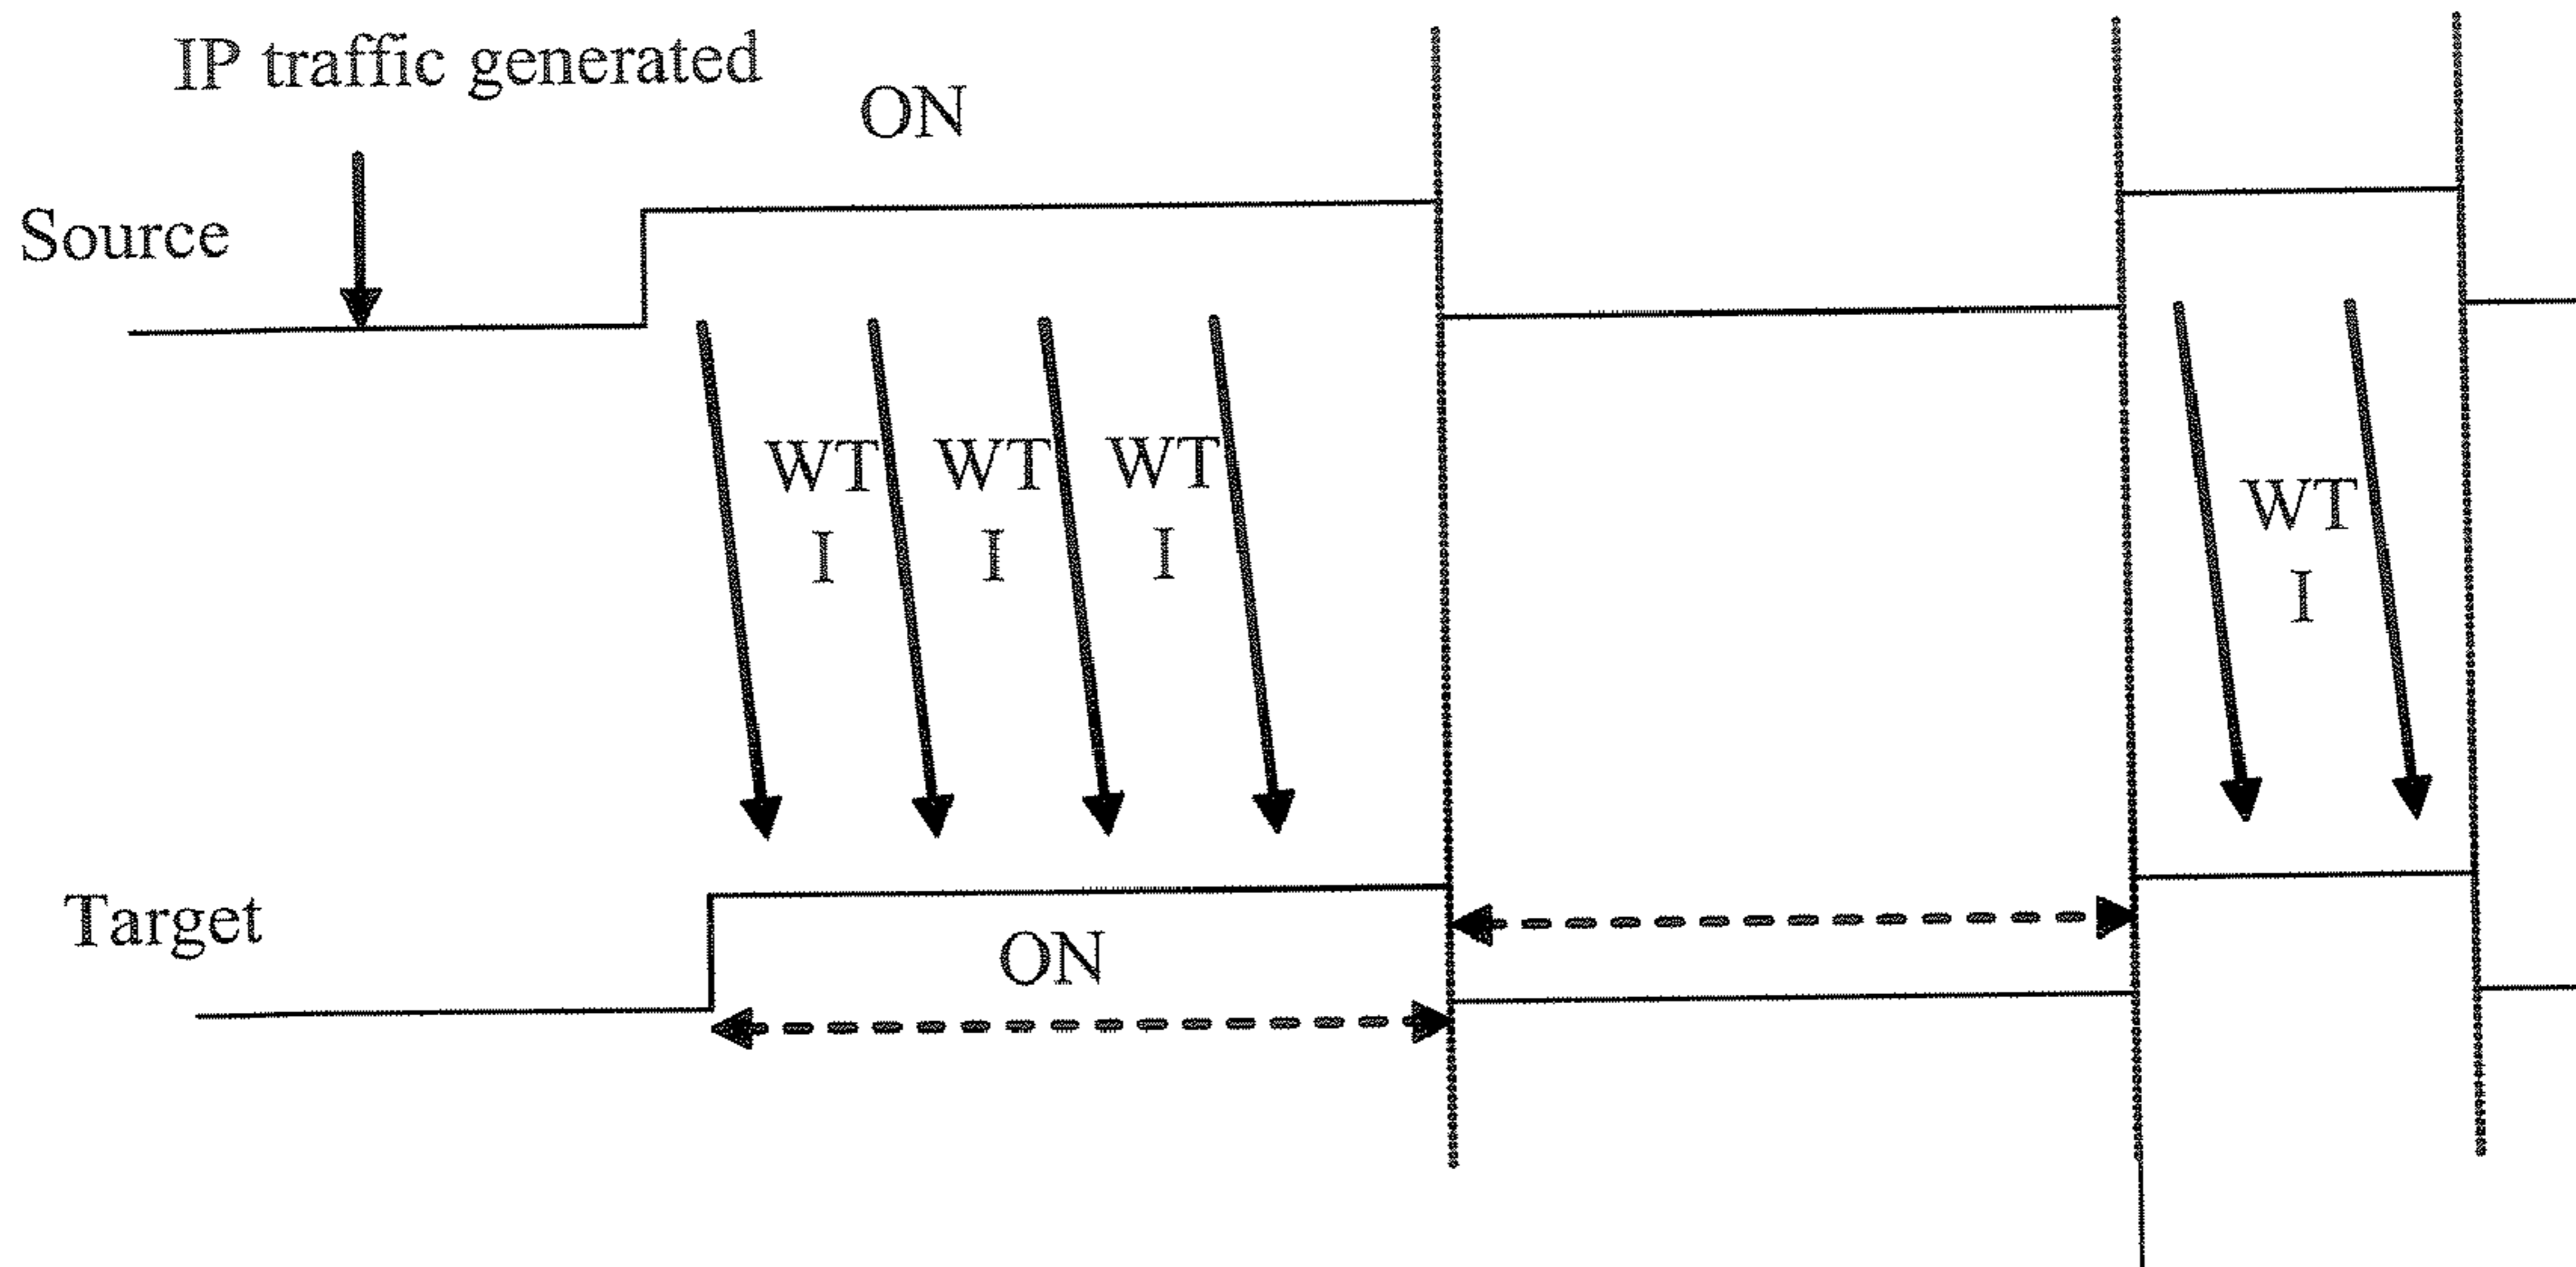 IP traffic generated
ON
Source
WT WT WT
I I I
WT
I
Target
ON